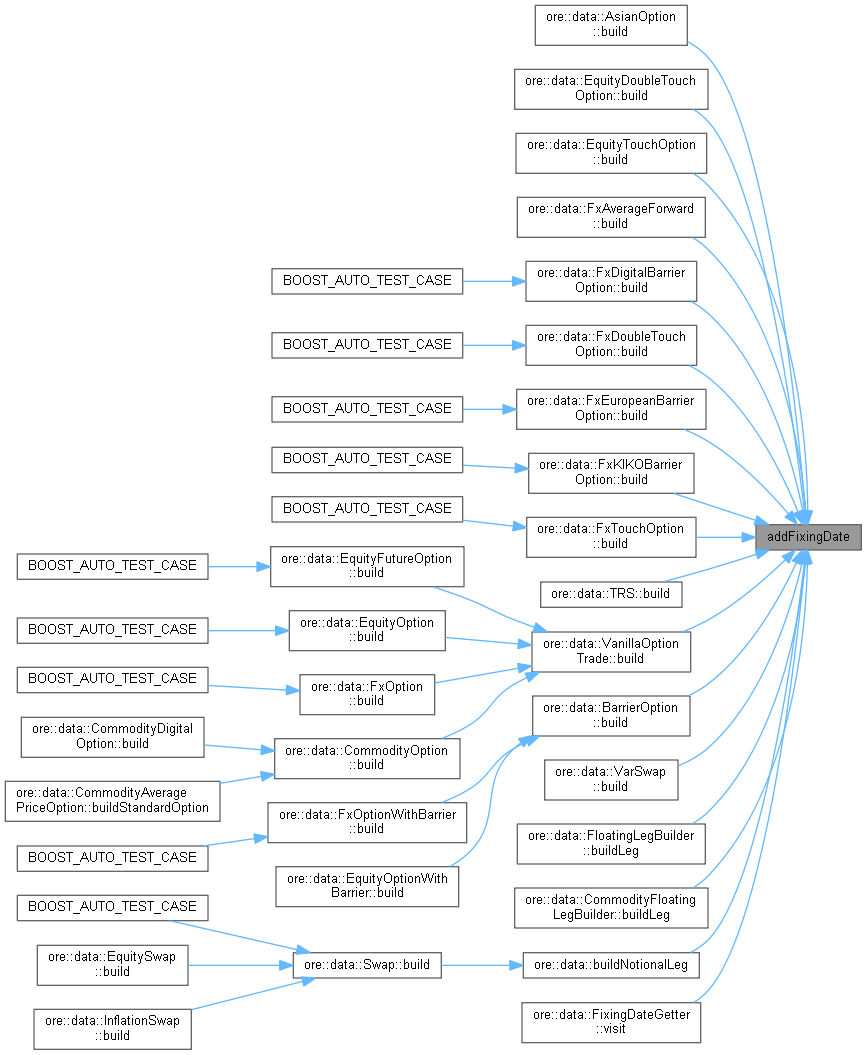 ore::data::AsianOption
::build
ore::data::EquityDoubleTouch
Option::build
ore::data::EquityTouchOption
::build
ore::data::FxAverageForward
::build
BOOST_AUTO_TEST_CASE
ore::data::FxDigitalBarrier
Option::build
BOOST_AUTO_TEST_CASE
ore::data::FxDoubleTouch
Option::build
BOOST_AUTO_TEST_CASE
ore::data::FxEuropeanBarrier
Option::build
BOOST_AUTO_TEST_CASE
ore::data::FxKIKOBarrier
Option::build
BOOST_AUTO_TEST_CASE
ore::data::FxTouchOption
::build
addFixingDate
BOOST_AUTO_TEST_CASE
ore::data::EquityFutureOption
::build
ore::data::TRS::build
BOOST_AUTO_TEST_CASE
ore::data::EquityOption
::build
ore::data::VanillaOption
Trade::build
BOOST_AUTO_TEST_CASE
ore::data::FxOption
::build
ore::data::BarrierOption
::build
ore::data::CommodityDigital
Option::build
ore::data::CommodityOption
::build
ore::data::VarSwap
::build
ore::data::CommodityAverage
PriceOption::buildStandardOption
ore::data::FxOptionWithBarrier
::build
ore::data::FloatingLegBuilder
::buildLeg
BOOST_AUTO_TEST_CASE
ore::data::EquityOptionWith
Barrier::build
ore::data::CommodityFloating
LegBuilder::buildLeg
BOOST_AUTO_TEST_CASE
ore::data::EquitySwap
::build
ore::data::Swap::build
ore::data::buildNotionalLeg
ore::data::InflationSwap
::build
ore::data::FixingDateGetter
::visit